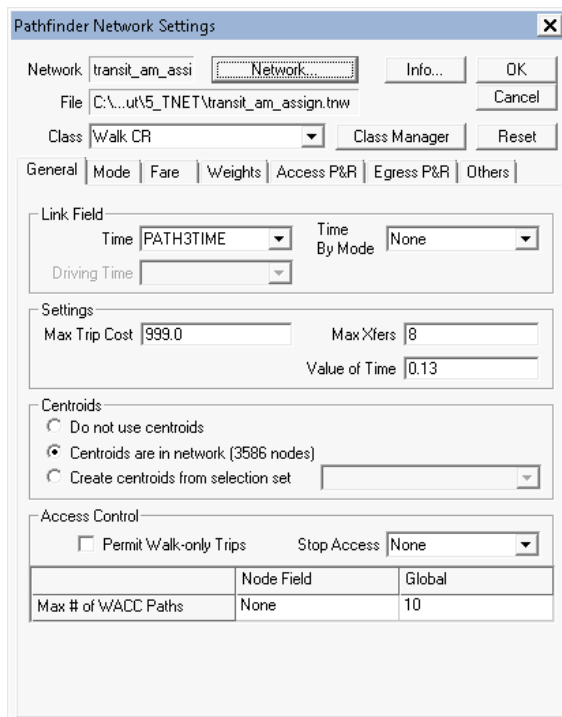 Pathfinder Network Settings
Network transit_am_assi Network... Info... OK
File C:\...ut\5_TNET\transit_am_assign.tnw Cancel
Class Walk CR Class Manager Reset
General Mode Fare Weights Access P&R Egress P&R Others
Link Field
Time PATH3TIME Time By Mode None
Driving Time
Settings
Max Trip Cost 999.0 Max Xfers 8
Value of Time 0.13
Centroids
Do not use centroids
Centroids are in network (3586 nodes)
Create centroids from selection set
Access Control
Permit Walk-only Trips Stop Access None
Node Field Global
Max # of WACC Paths None 10